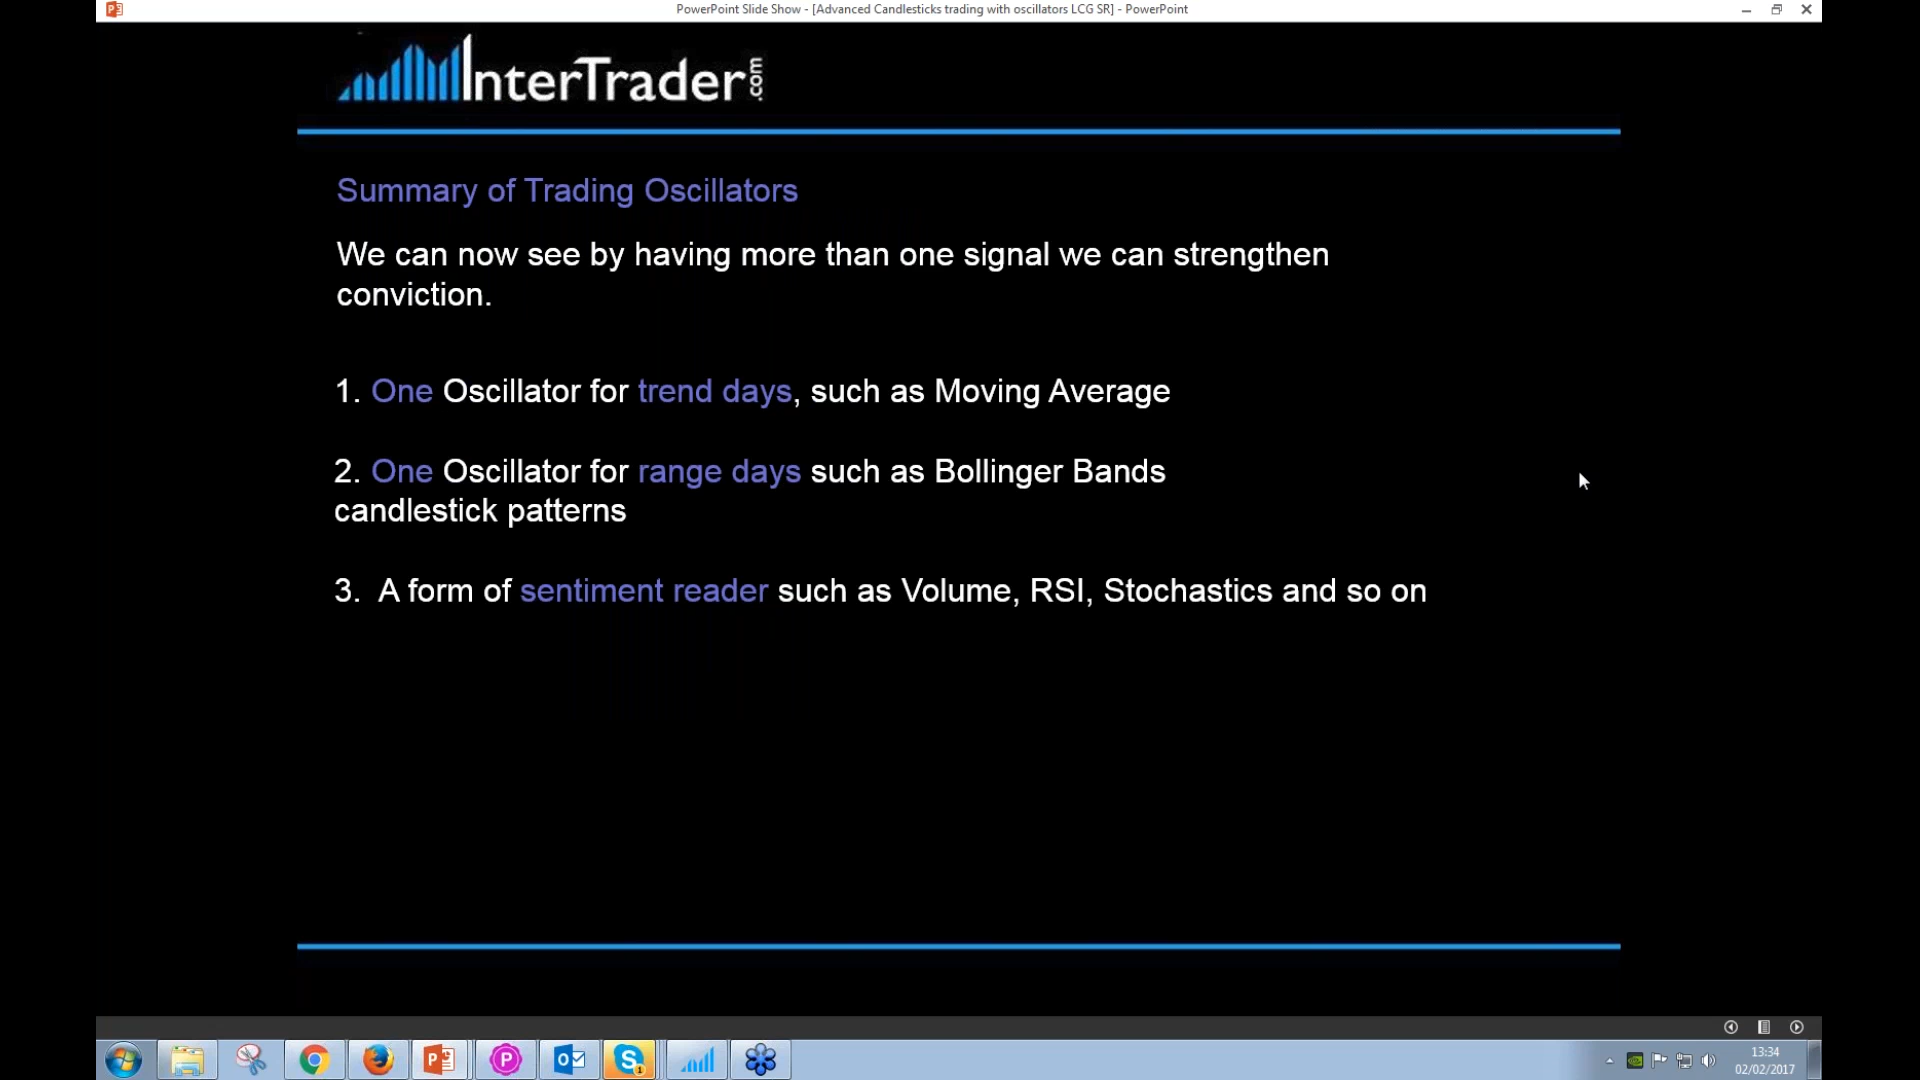 PowerPoint Slide Show - [Advanced Candlesticks trading with oscillators LCG SR] - PowerPoint
InterTrader.com
Summary of Trading Oscillators
We can now see by having more than one signal we can strengthen
conviction.
1. One Oscillator for trend days, such as Moving Average
2. One Oscillator for range days such as Bollinger Bands
candlestick patterns
3. A form of sentiment reader such as Volume, RSI, Stochastics and so on
13:34
02/02/2017